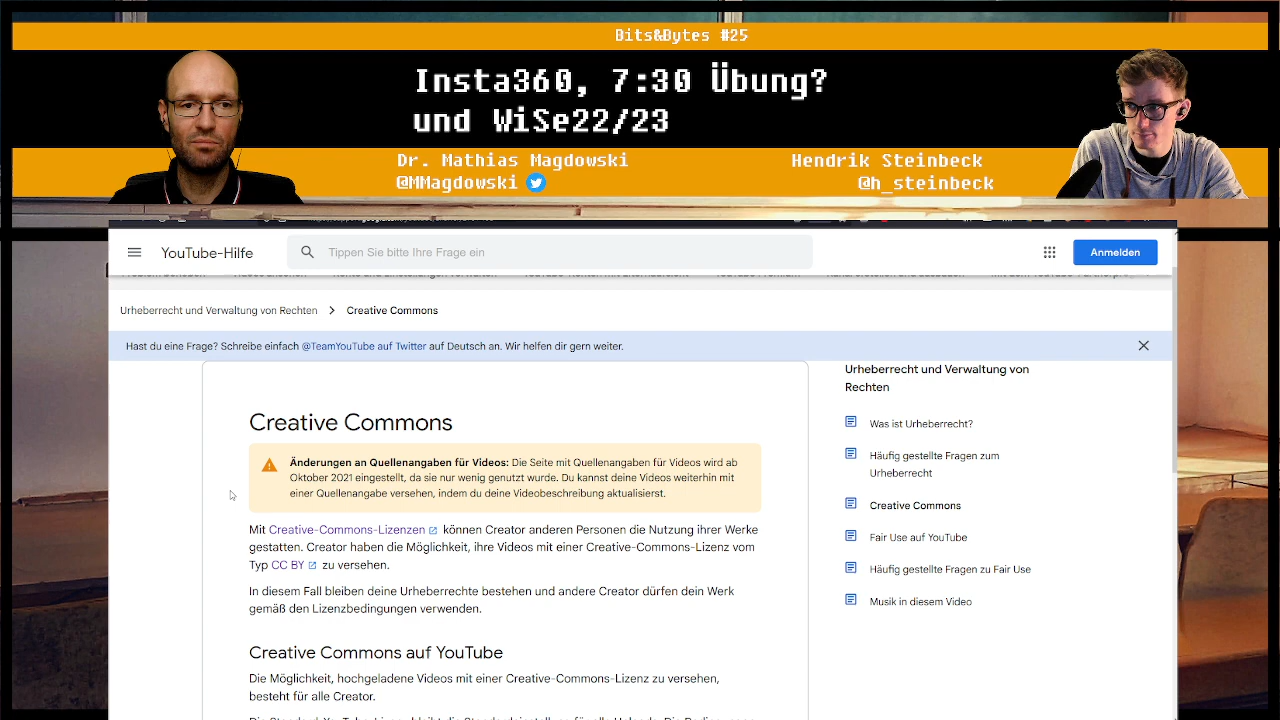 Bits&Bytes #25
Insta360, 7:30 Übung?
und WiSe22/23
Dr. Mathias Magdowski
@MMagdowski
Hendrik Steinbeck
@h_steinbeck
YouTube-Hilfe
Tippen Sie bitte Ihre Frage ein
Anmelden
Urheberrecht und Verwaltung von Rechten > Creative Commons
Hast du eine Frage? Schreibe einfach @TeamYouTube auf Twitter auf Deutsch an. Wir helfen dir gern weiter.
Creative Commons
Änderungen an Quellenangaben für Videos: Die Seite mit Quellenangaben für Videos wird ab
Oktober 2021 eingestellt, da sie nur wenig genutzt wurde. Du kannst deine Videos weiterhin mit
einer Quellenangabe versehen, indem du deine Videobeschreibung aktualisierst.
Mit Creative-Commons-Lizenzen können Creator anderen Personen die Nutzung ihrer Werke
gestatten. Creator haben die Möglichkeit, ihre Videos mit einer Creative-Commons-Lizenz vom
Typ CC BY zu versehen.
In diesem Fall bleiben deine Urheberrechte bestehen und andere Creator dürfen dein Werk
gemäß den Lizenzbedingungen verwenden.
Creative Commons auf YouTube
Die Möglichkeit, hochgeladene Videos mit einer Creative-Commons-Lizenz zu versehen,
besteht für alle Creator.
Urheberrecht und Verwaltung von
Rechten
Was ist Urheberrecht?
Häufig gestellte Fragen zum
Urheberrecht
Creative Commons
Fair Use auf YouTube
Häufig gestellte Fragen zu Fair Use
Musik in diesem Video